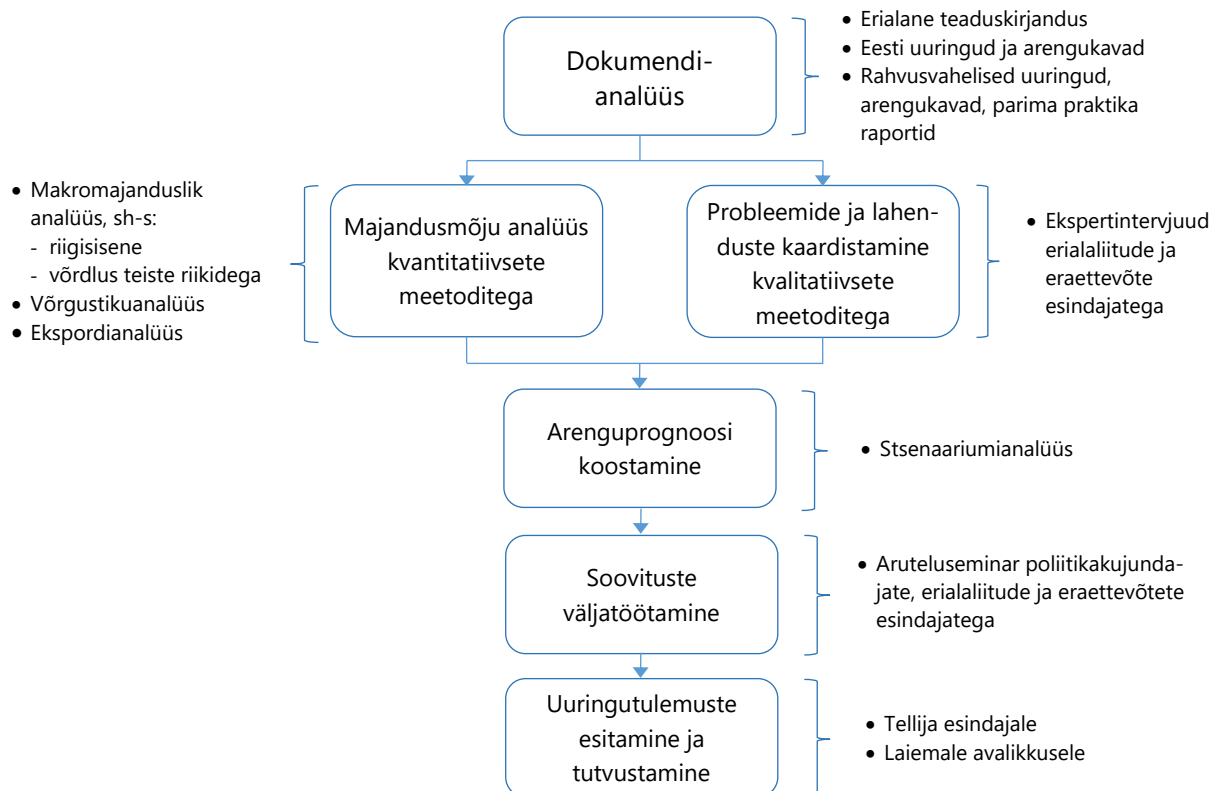 Dokumendi-
analüüs
• Erialane teaduskirjandus
• Eesti uuringud ja arengukavad
• Rahvusvahelised uuringud,
arengukavad, parima praktika
raportid
• Makromajanduslik
analüüs, sh-s:
- riigisisene
- võrdlus teiste riikidega
• Võrgustikuanalüüs
• Ekspordianalüüs
Majandusmõju analüüs
kvantitatiivsete
meetoditega
Probleemide ja lahen-
duste kaardistamine
kvalitatiivsete
meetoditega
• Ekspertintervjuud
erialaliitude ja
eraettevõte
esindajatega
Arenguprognoosi
koostamine
• Stsenaariumianalüüs
Soovituste
väljatöötamine
• Aruteluseminar poliitikakujunda-
jate, erialaliitude ja eraettevõtete
esindajatega
Uuringutulemuste
esitamine ja
tutvustamine
• Tellija esindajale
• Laiemale avalikkusele